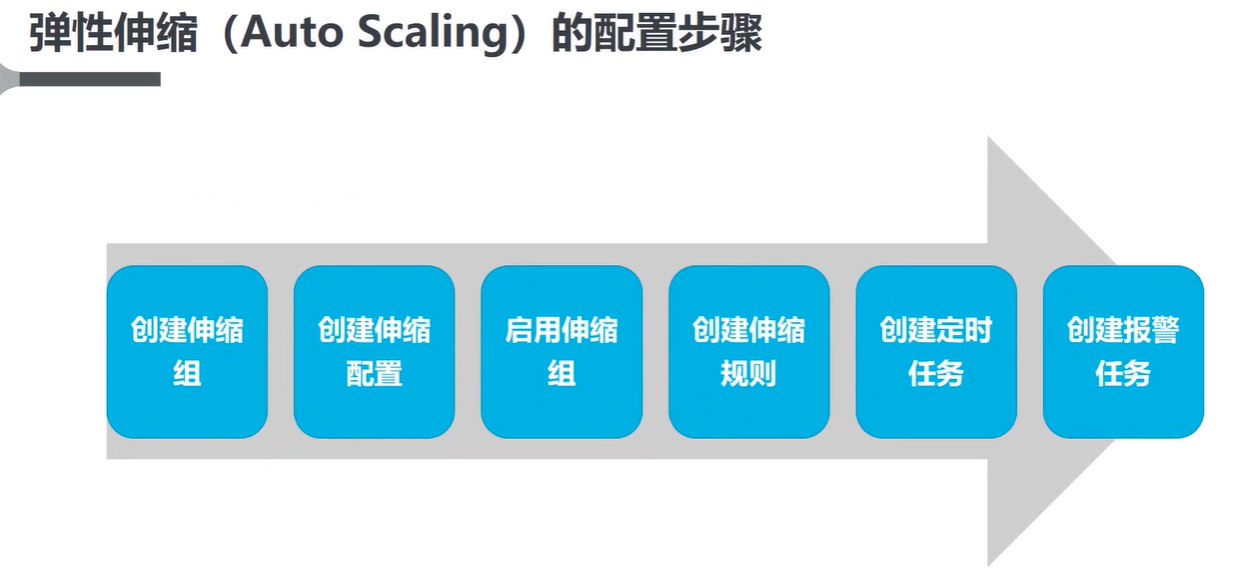 弹性伸缩（Auto Scaling）的配置步骤
创建伸缩
组
创建伸缩
配置
启用伸缩
组
创建伸缩
规则
创建定时
任务
创建报警
任务